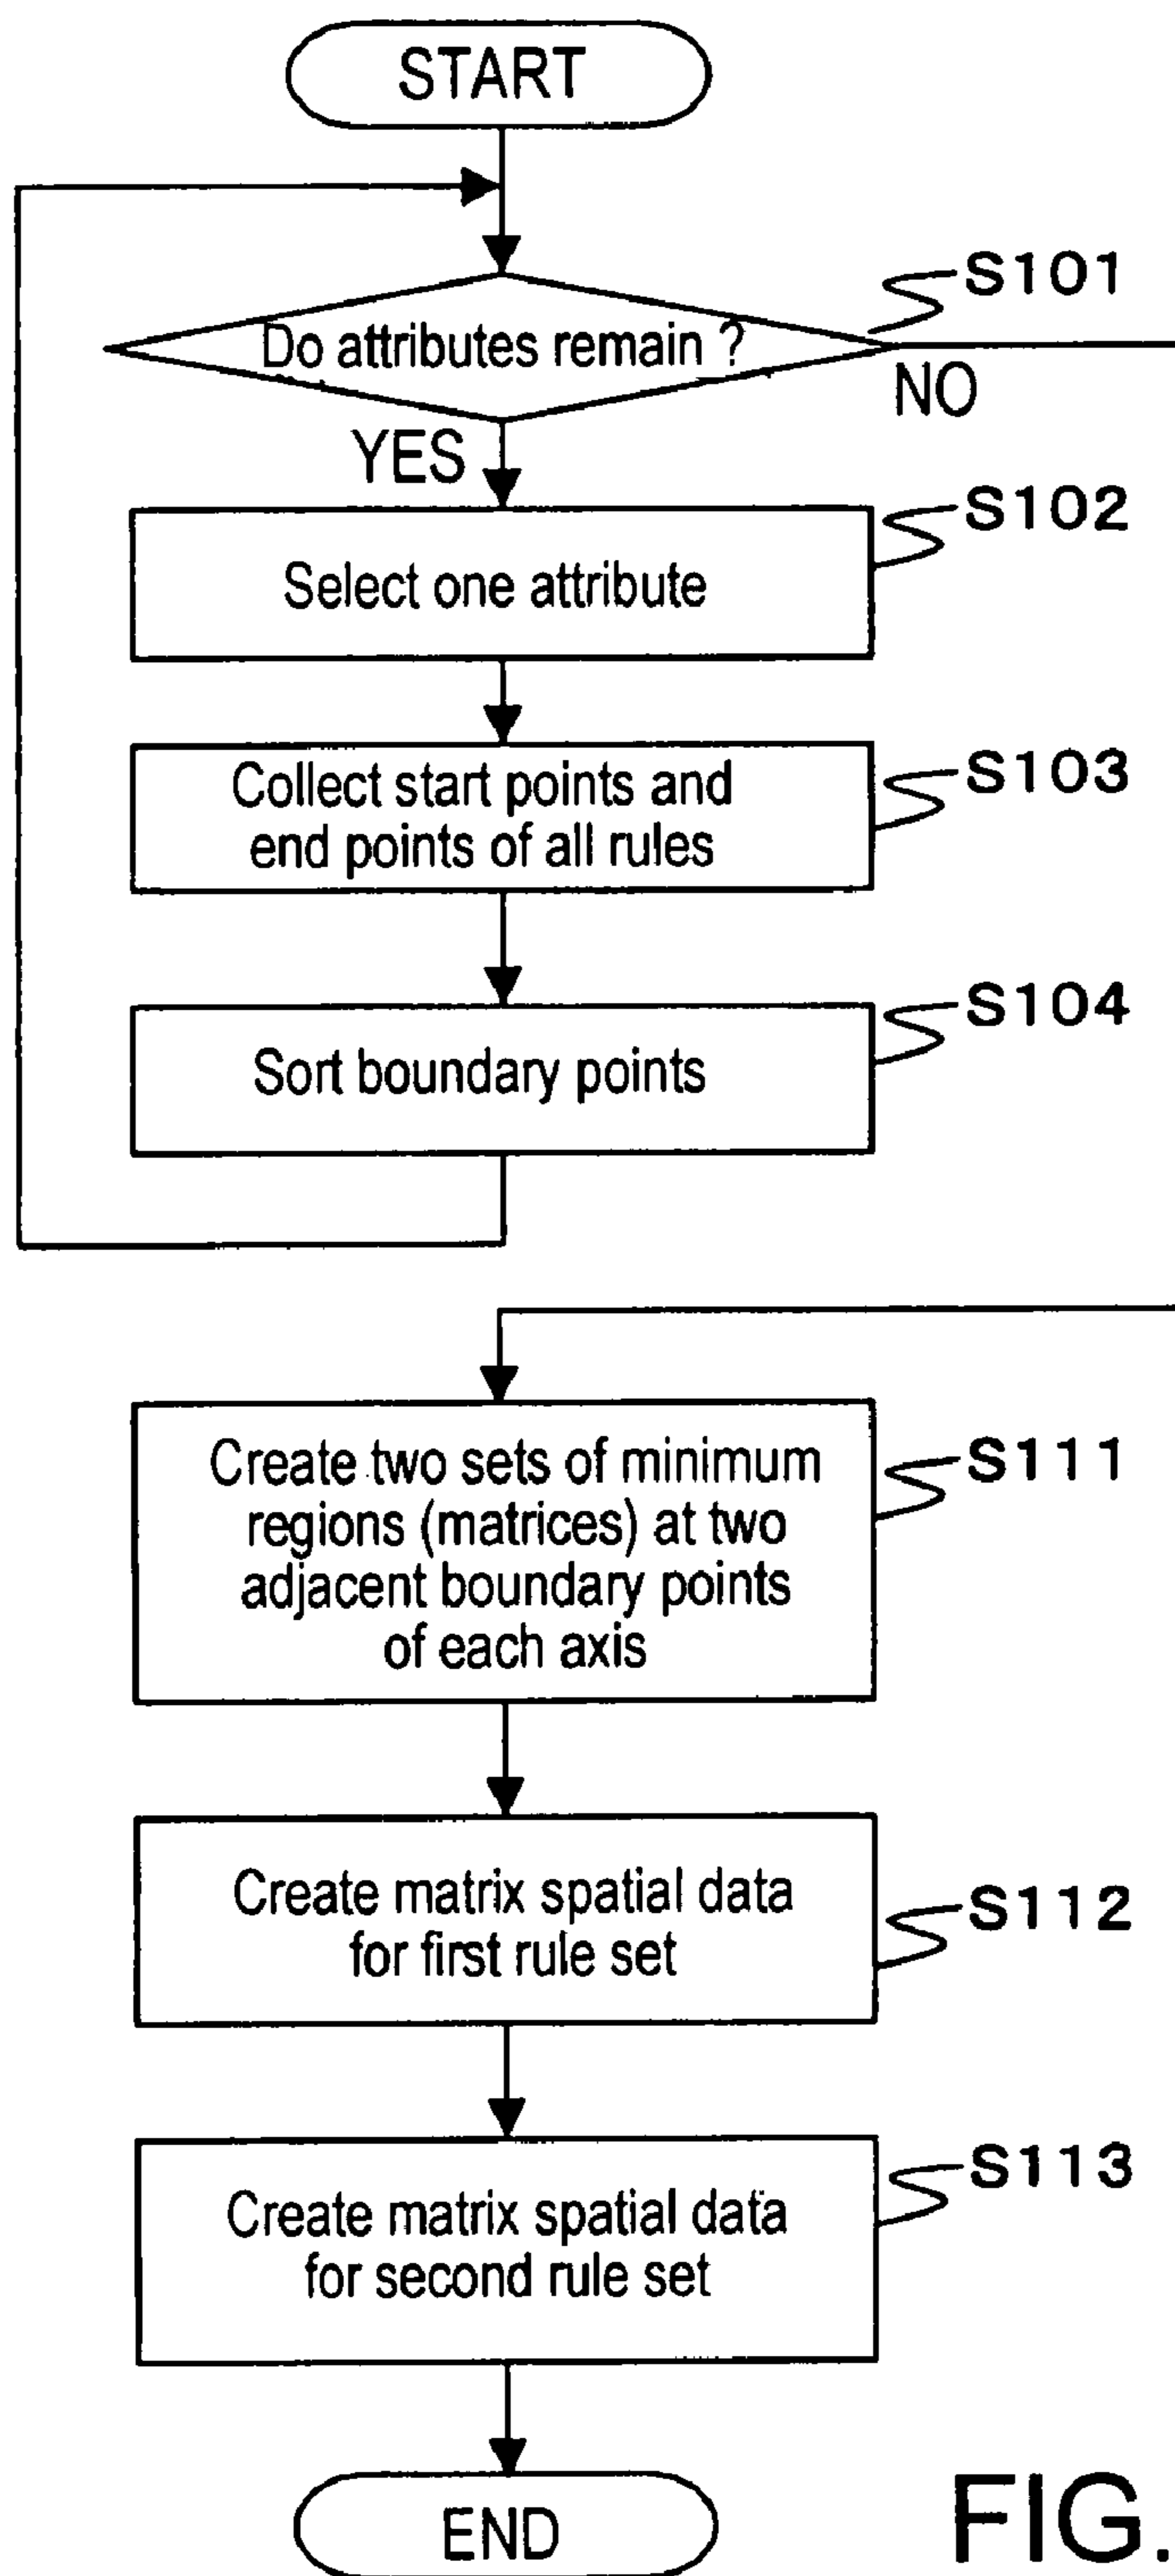 START
S101
Do attributes remain ?
NO
YES
S102
Select one attribute
S103
Collect start points and
end points of all rules
S104
Sort boundary points
Create two sets of minimum
regions (matrices) at two
adjacent boundary points
of each axis
S111
Create matrix spatial data
for first rule set
S112
Create matrix spatial data
for second rule set
S113
END
FIG.